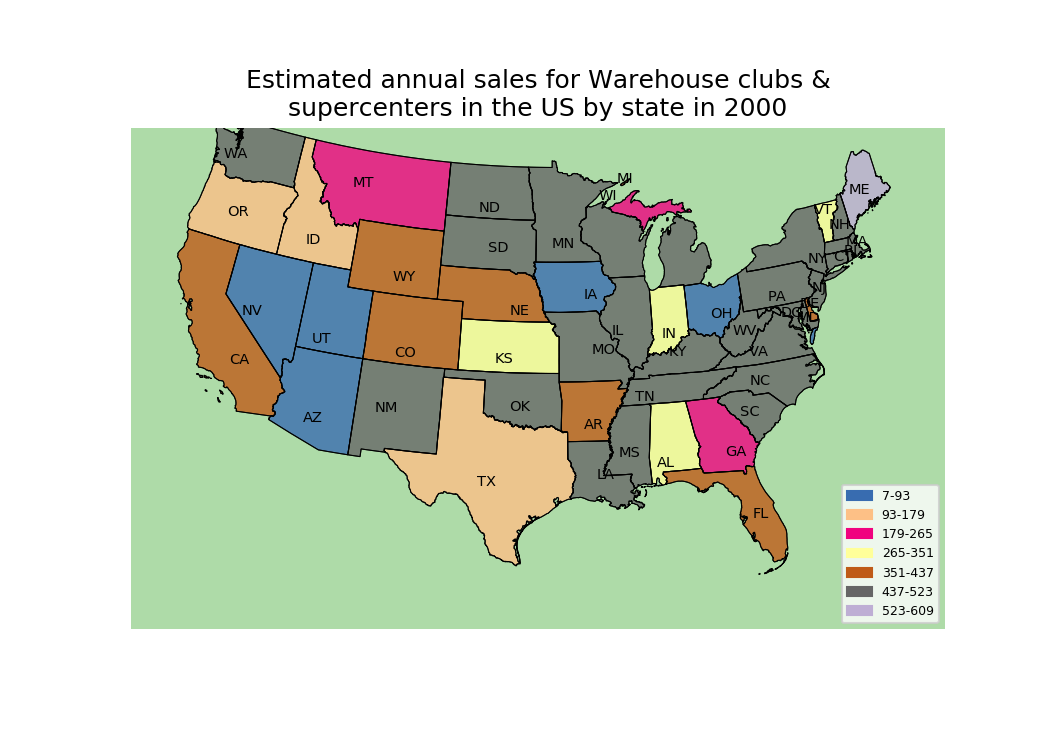 Estimated annual sales for Warehouse clubs &
supercenters in the US by state in 2000
WA
MT
ND
MI
WI
ME
OR
ID
SD
MN
VT
NH
MA
NY
CT
WY
NE
IA
PA
NJ
DE
DC
NV
UT
CO
KS
IL
IN
OH
WV
CA
MO
KY
VA
AZ
NM
OK
TN
NC
AR
SC
TX
MS
AL
GA
LA
FL
7-93
93-179
179-265
265-351
351-437
437-523
523-609